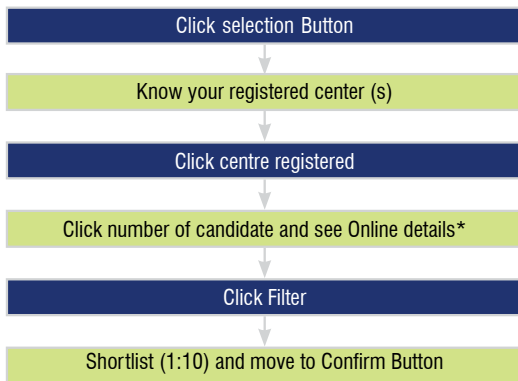 Click selection Button
Know your registered center (s)
Click centre registered
Click number of candidate and see Online details*
Click Filter
Shortlist (1:10) and move to Confirm Button